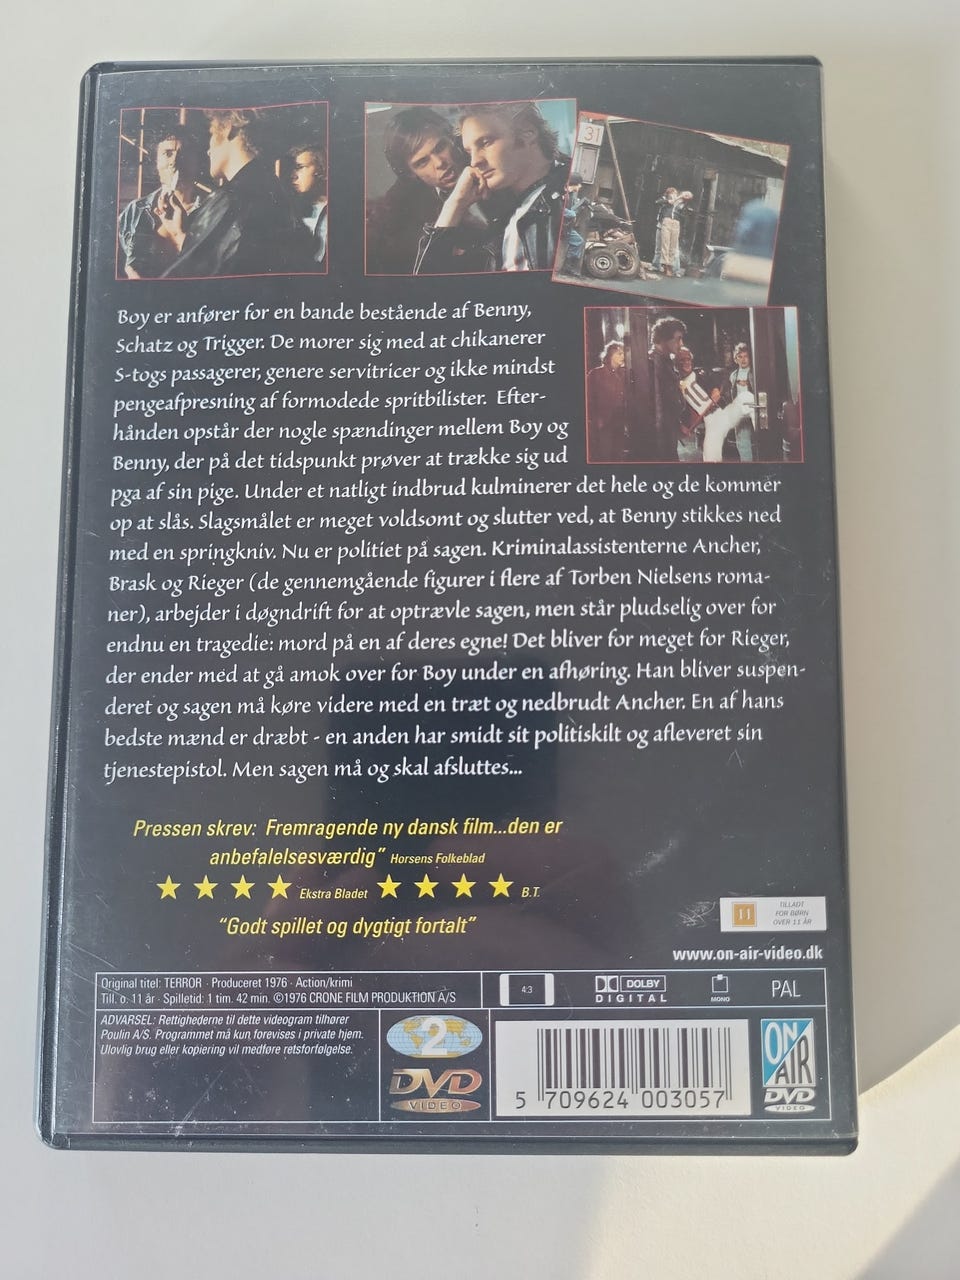 31
Boy er anfører for en bande bestående af Benny,
Schatz og Trigger. De morer sig med at chikanerer
S-togs passagerer, genere servitricer og ikke mindst
pengeafpresning af formodede spritbilister. Efter-
hånden opstår der nogle spændinger mellem Boy og
Benny, der på det tidspunkt prøver at trække sig ud
pga af sin pige. Under et natligt indbrud kulminerer det hele og de kommer
op at slås. Slagsmålet er meget voldsomt og slutter ved, at Benny stikkes ned
med en springkniv. Nu er politiet på sagen. Kriminalassistenterne Ancher,
Brask og Rieger (de gennemgående figurer i flere af Torben Nielsens roma-
ner), arbejder i døgndrift for at optrævle sagen, men står pludselig over for
endnu en tragedie: mord på en af deres egne! Det bliver for meget for Rieger,
der ender med at gå amok over for Boy under en afhøring. Han bliver suspen-
deret og sagen må køre videre med en træt og nedbrudt Ancher. En af hans
bedste mænd er dræbt - en anden har smidt sit politiskilt og afleveret sin
tjenestepistol. Men sagen må og skal afsluttes...
Pressen skrev: Fremragende ny dansk film...den er
anbefalelsesværdig" Horsens Folkeblad
Ekstra Bladet B.T.
"Godt spillet og dygtigt fortalt"
11
TILLADT
FOR BØRN
OVER 11 ÅR
www.on-air-video.dk
Original titel: TERROR · Produceret 1976 · Action/krimi
Till. o. 11 år · Spilletid: 1 tim. 42 min. ©1976 CRONE FILM PRODUKTION A/S
4:3
DOLBY
DIGITAL
MONO
PAL
ADVARSEL: Rettighederne til dette videogram tilhører
Poulin A/S. Programmet må kun forevises i private hjem.
Ulovlig brug eller kopiering vil medføre retsforfølgelse.
2
DVD
VIDEO
5 709624 003057
ON
AIR
DVD
VIDEO